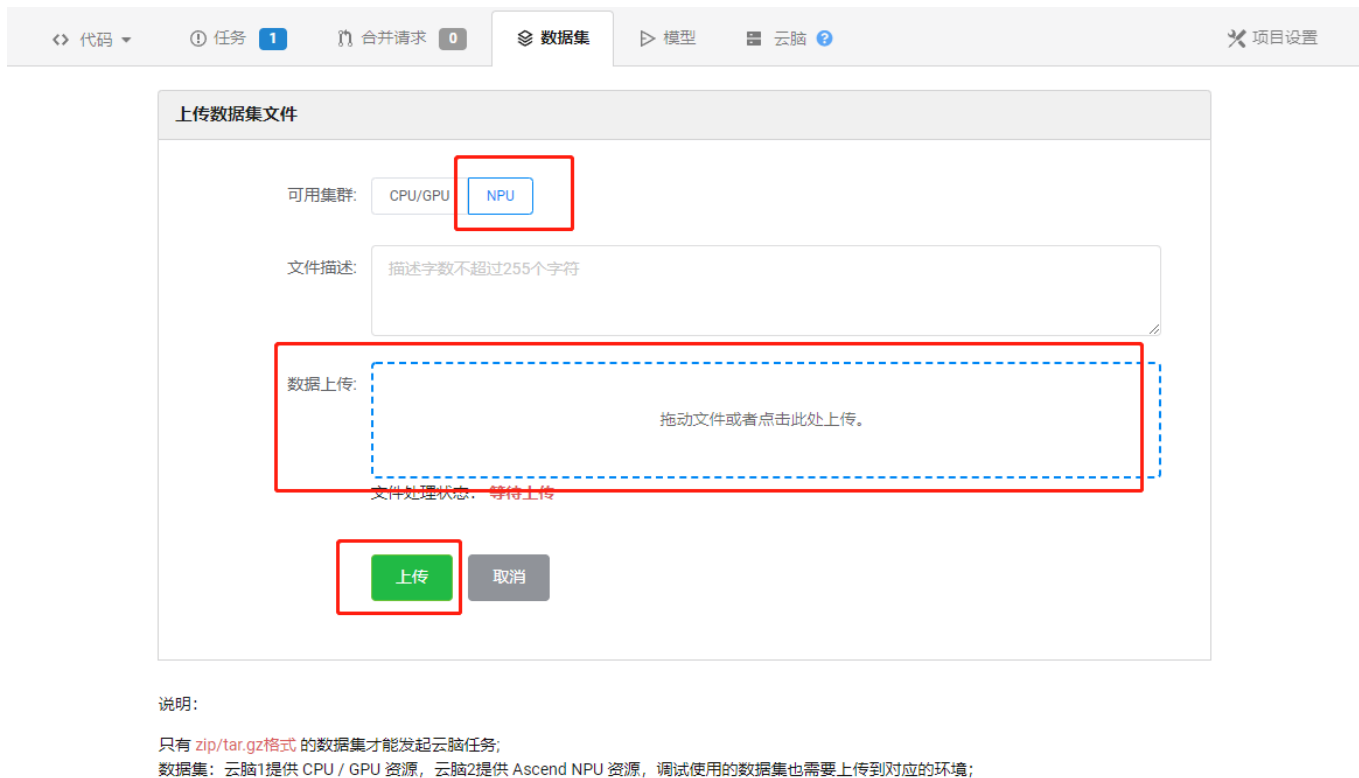 代码 任务 1 合并请求 0 数据集 模型 云脑 ? 项目设置
上传数据集文件
可用集群: CPU/GPU NPU
文件描述: 描述字数不超过255个字符
数据上传:
拖动文件或者点击此处上传。
文件处理状态: 等待上传
上传 取消
说明:
只有 zip/tar.gz格式 的数据集才能发起云脑任务;
数据集：云脑1提供 CPU / GPU 资源，云脑2提供 Ascend NPU 资源，调试使用的数据集也需要上传到对应的环境；